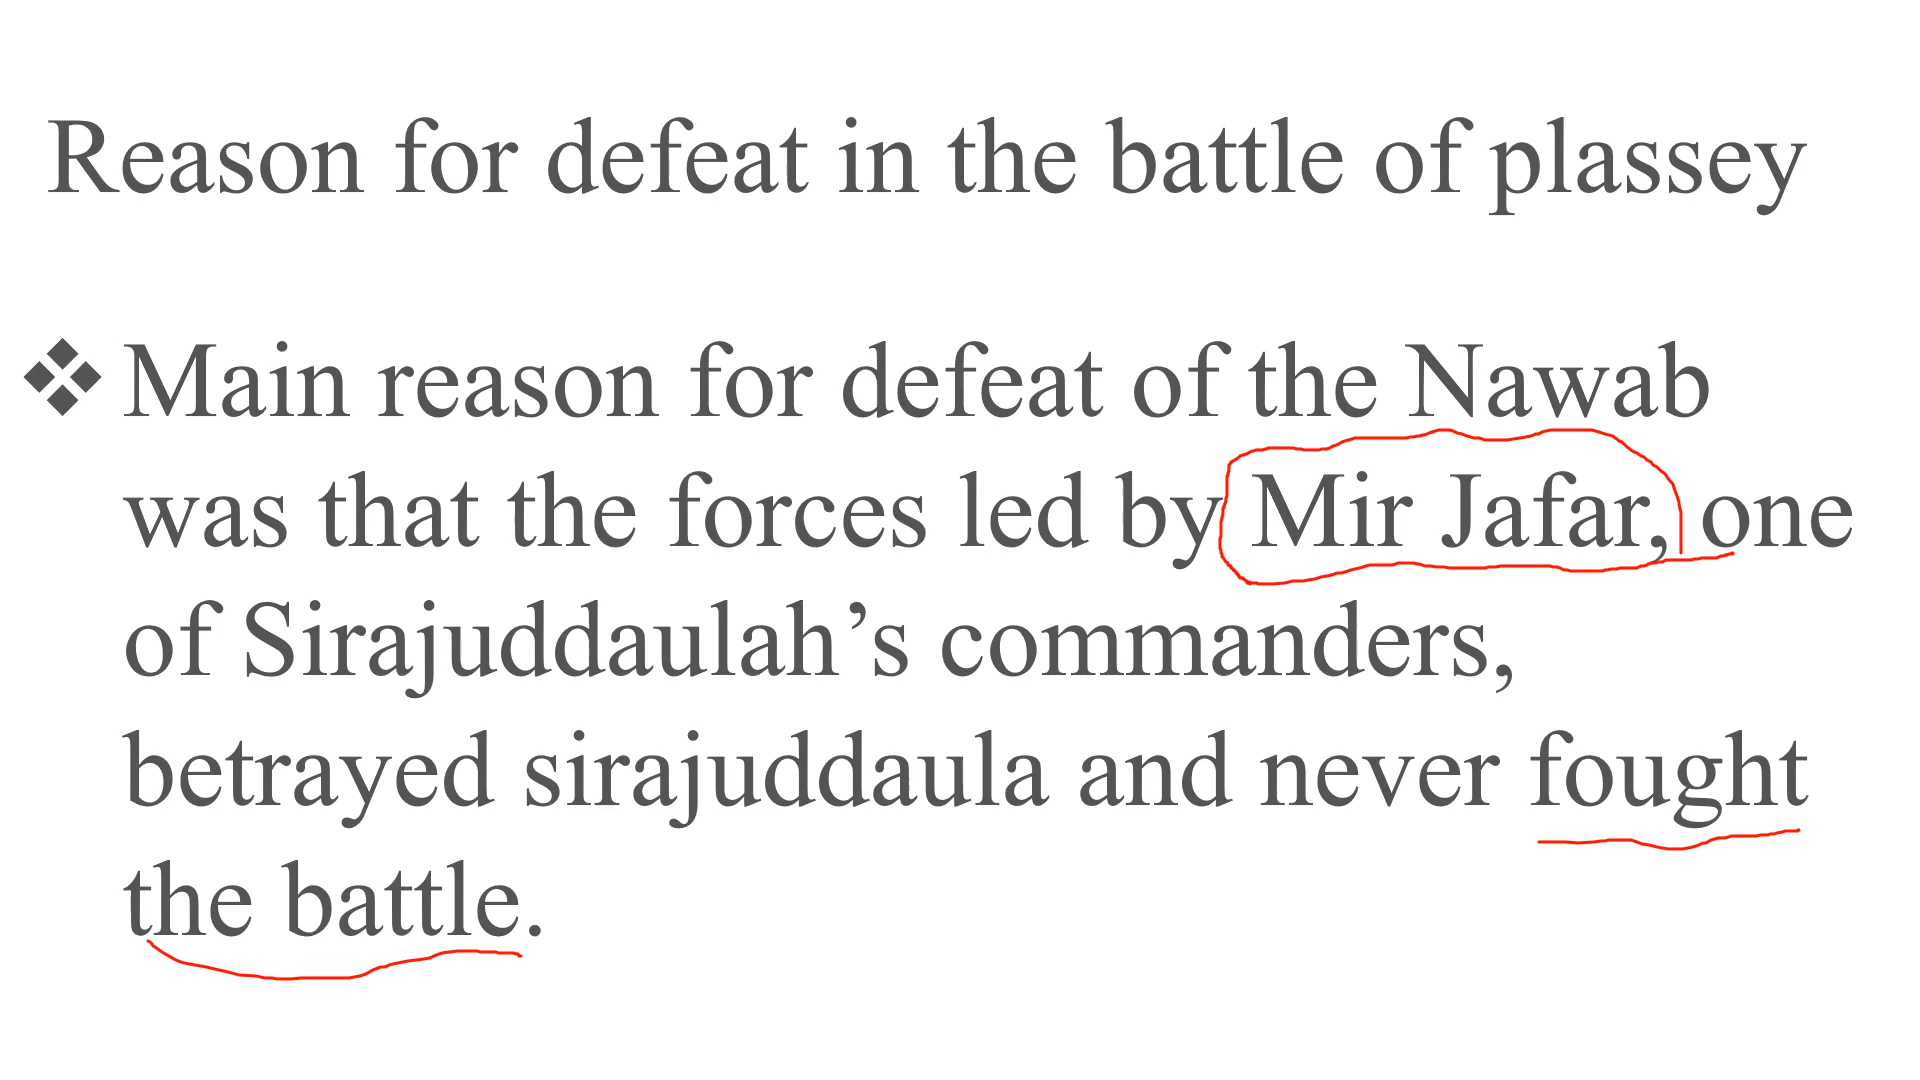 Reason for defeat in the battle of plassey
❖ Main reason for defeat of the Nawab
was that the forces led by Mir Jafar, one
of Sirajuddaulah’s commanders,
betrayed sirajuddaula and never fought
the battle.